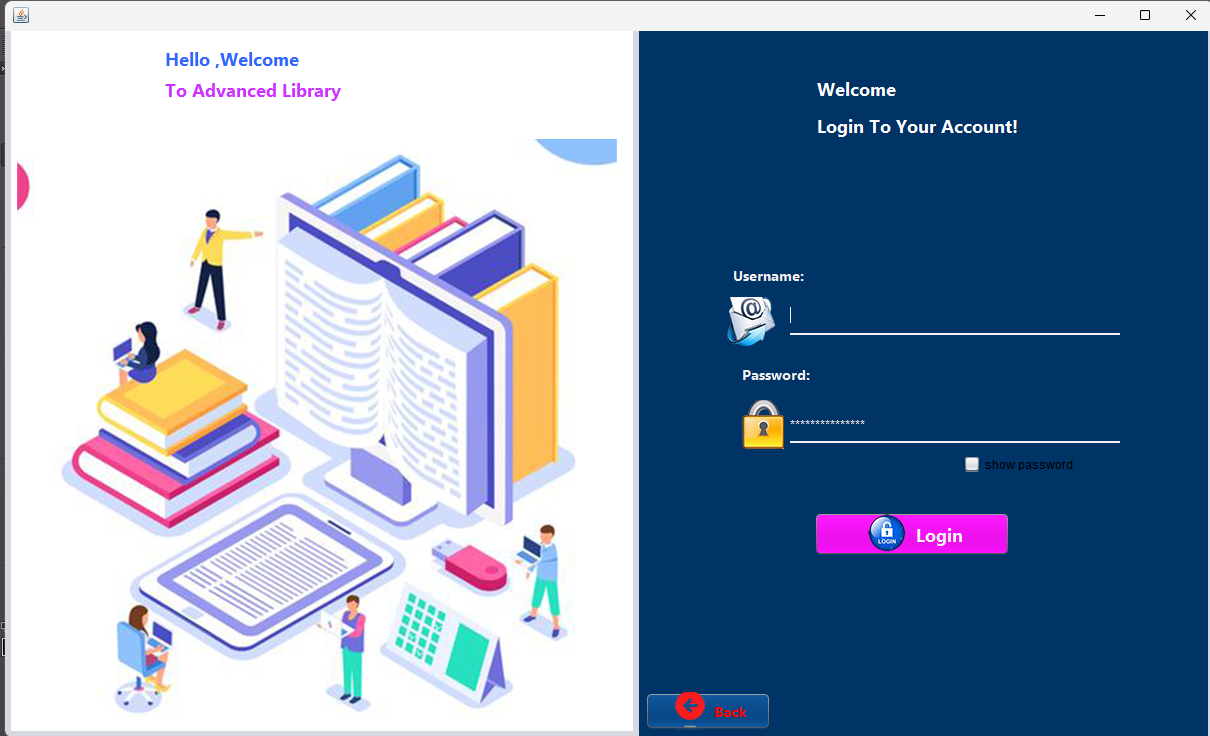 Hello ,Welcome
To Advanced Library
Welcome
Login To Your Account!
Username:
@
Password:
***************
show password
LOGIN
Login
Back